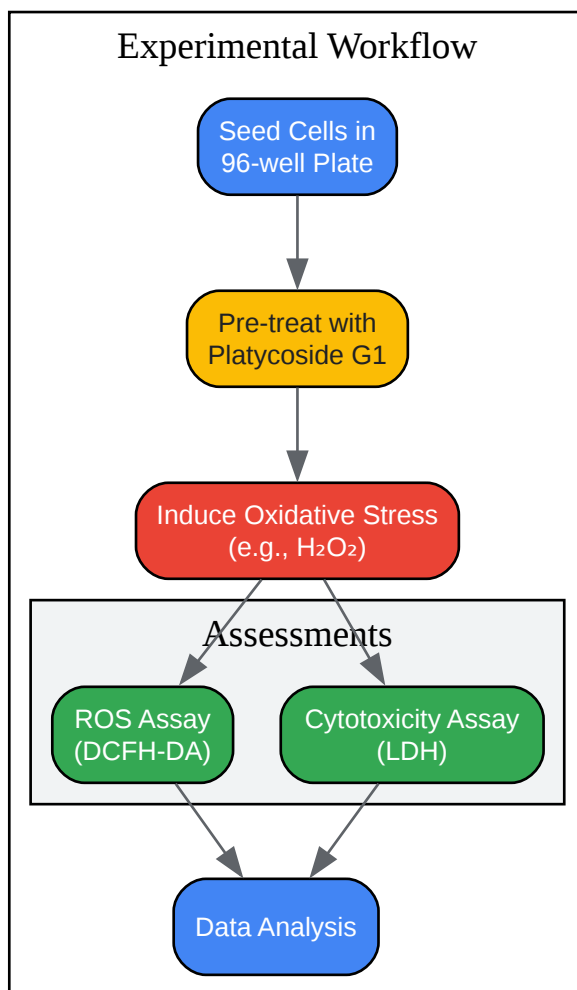 Experimental Workflow
Seed Cells in
96-well Plate
Pre-treat with
Platycoside G1
Induce Oxidative Stress
(e.g., H₂O₂)
Assessments
ROS Assay
(DCFH-DA)
Cytotoxicity Assay
(LDH)
Data Analysis